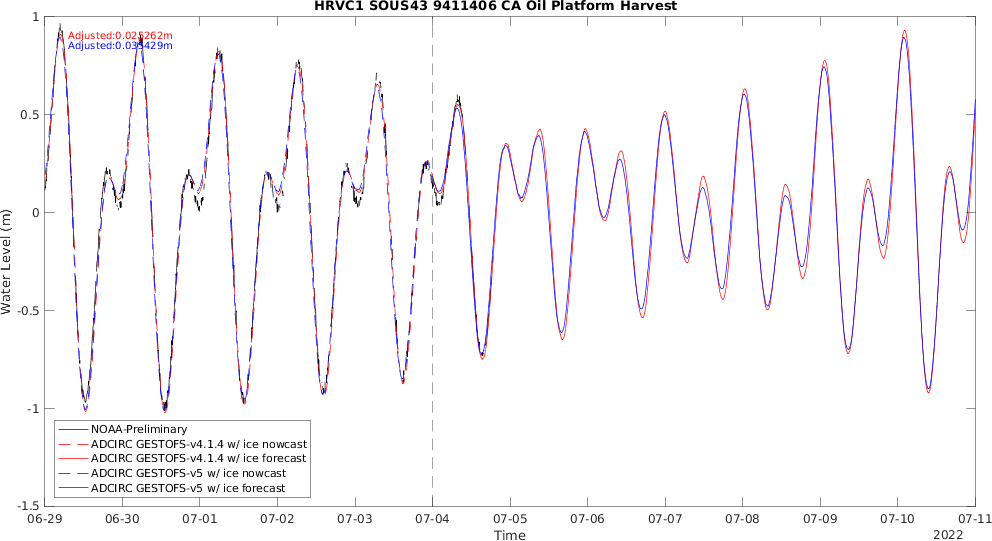 HRVC1 SOUS43 9411406 CA Oil Platform Harvest
Adjusted:0.025262m
Adjusted:0.035429m
Water Level (m)
1
0.5
0
-0.5
-1
-1.5
NOAA-Preliminary
ADCIRC GESTOFS-v4.1.4 w/ ice nowcast
ADCIRC GESTOFS-v4.1.4 w/ ice forecast
ADCIRC GESTOFS-v5 w/ ice nowcast
ADCIRC GESTOFS-v5 w/ ice forecast
06-29 06-30 07-01 07-02 07-03 07-04 07-05 07-06 07-07 07-08 07-09 07-10 07-11
Time
2022